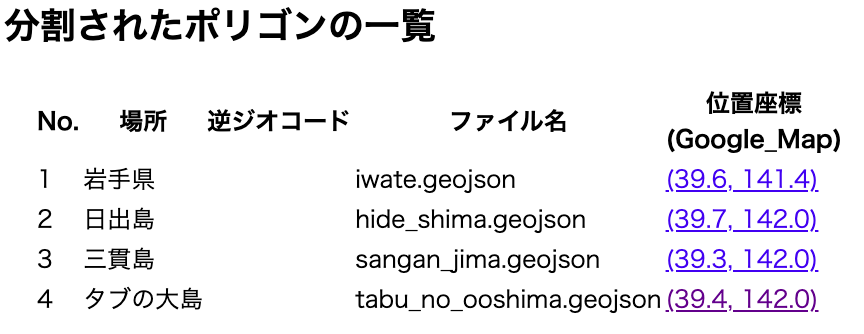 分割されたポリゴンの一覧
No. 場所 逆ジオコード ファイル名 位置座標
(Google_Map)
1 岩手県 iwate.geojson (39.6, 141.4)
2 日出島 hide_shima.geojson (39.7, 142.0)
3 三貫島 sangan_jima.geojson (39.3, 142.0)
4 タブの大島 tabu_no_ooshima.geojson (39.4, 142.0)